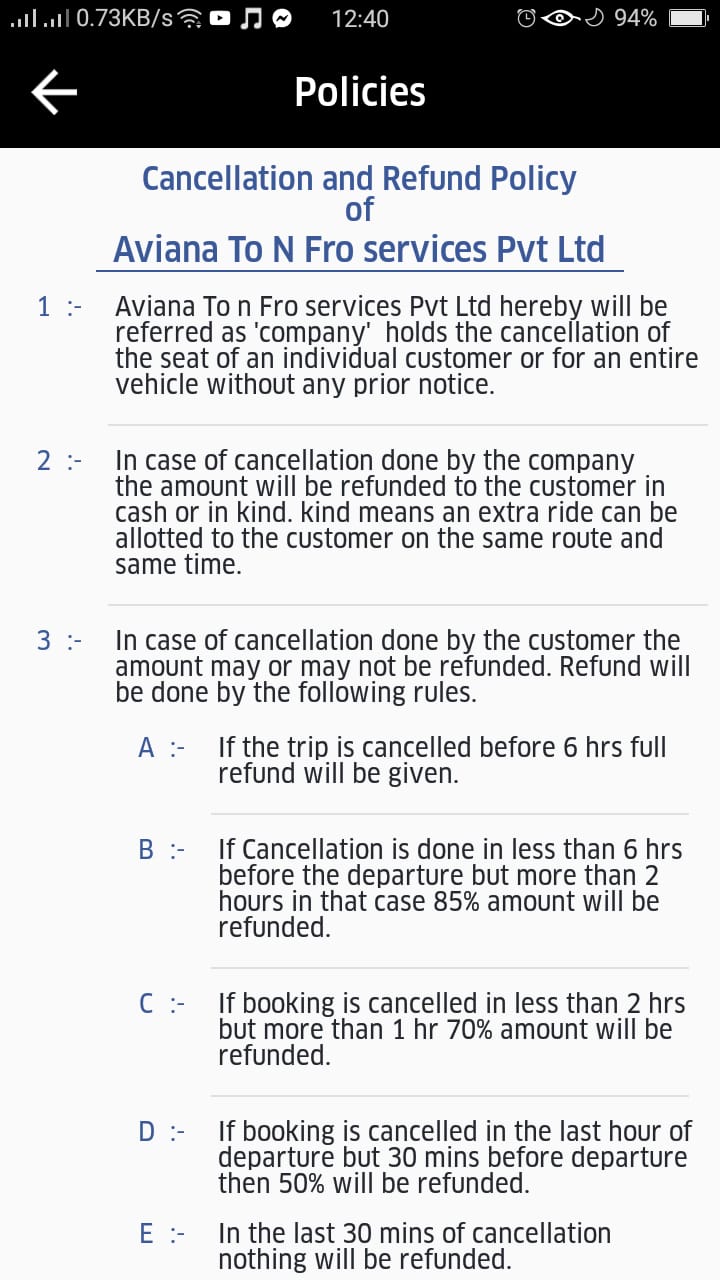 0.73KB/s 12:40 94%
Policies
Cancellation and Refund Policy
of
Aviana To N Fro services Pvt Ltd
1 :- Aviana To n Fro services Pvt Ltd hereby will be
referred as 'company' holds the cancellation of
the seat of an individual customer or for an entire
vehicle without any prior notice.
2 :- In case of cancellation done by the company
the amount will be refunded to the customer in
cash or in kind. kind means an extra ride can be
allotted to the customer on the same route and
same time.
3 :- In case of cancellation done by the customer the
amount may or may not be refunded. Refund will
be done by the following rules.
A :- If the trip is cancelled before 6 hrs full
refund will be given.
B :- If Cancellation is done in less than 6 hrs
before the departure but more than 2
hours in that case 85% amount will be
refunded.
C :- If booking is cancelled in less than 2 hrs
but more than 1 hr 70% amount will be
refunded.
D :- If booking is cancelled in the last hour of
departure but 30 mins before departure
then 50% will be refunded.
E :- In the last 30 mins of cancellation
nothing will be refunded.